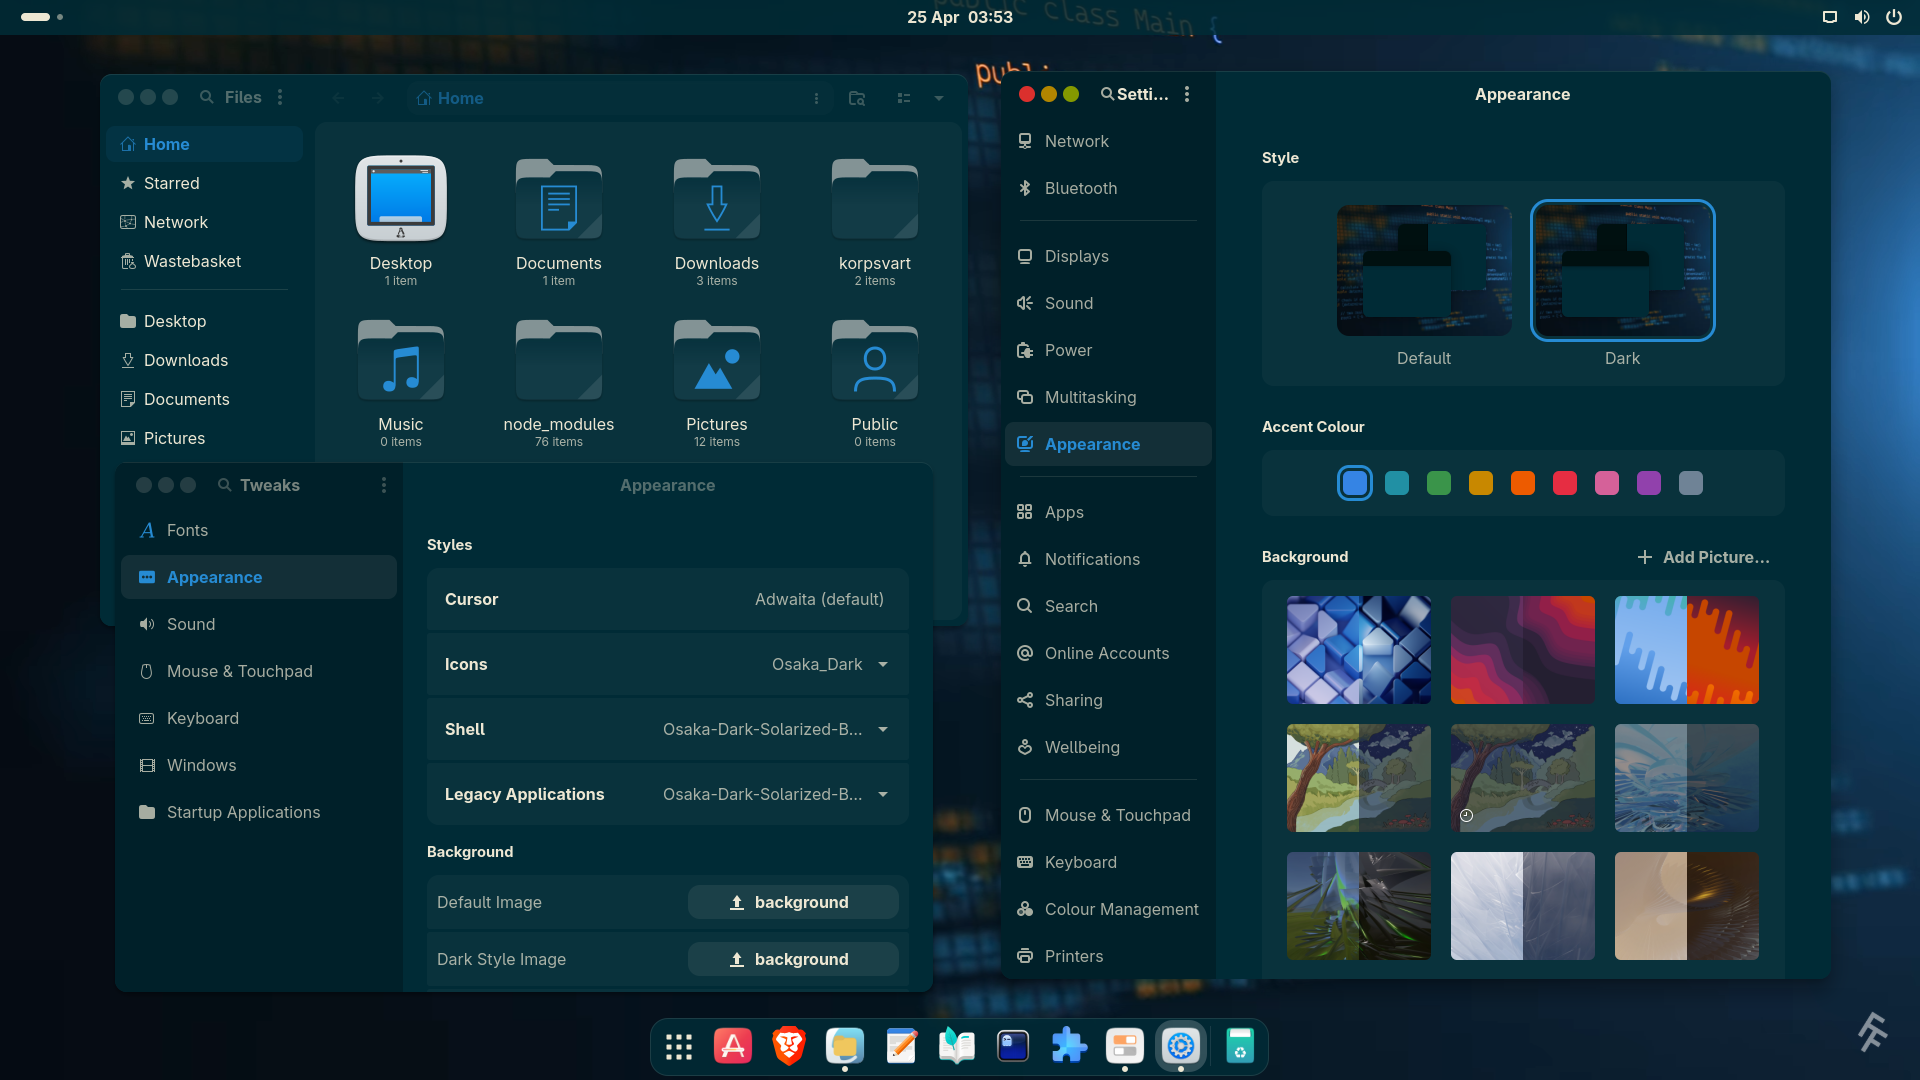 25 Apr 03:53
public class Main {
Files
Home
Home
Starred
Network
Wastebasket
Desktop
Downloads
Documents
Pictures
Desktop
1 item
Documents
1 item
Downloads
3 items
korpsvart
2 items
Music
0 items
node_modules
76 items
Pictures
12 items
Public
0 items
Tweaks
Appearance
Fonts
Appearance
Sound
Mouse & Touchpad
Keyboard
Windows
Startup Applications
Styles
Cursor
Adwaita (default)
Icons
Osaka_Dark
Shell
Osaka-Dark-Solarized-B...
Legacy Applications
Osaka-Dark-Solarized-B...
Background
Default Image
background
Dark Style Image
background
Setti...
Appearance
Network
Bluetooth
Displays
Sound
Power
Multitasking
Appearance
Apps
Notifications
Search
Online Accounts
Sharing
Wellbeing
Mouse & Touchpad
Keyboard
Colour Management
Printers
Style
Default
Dark
Accent Colour
Background
Add Picture...